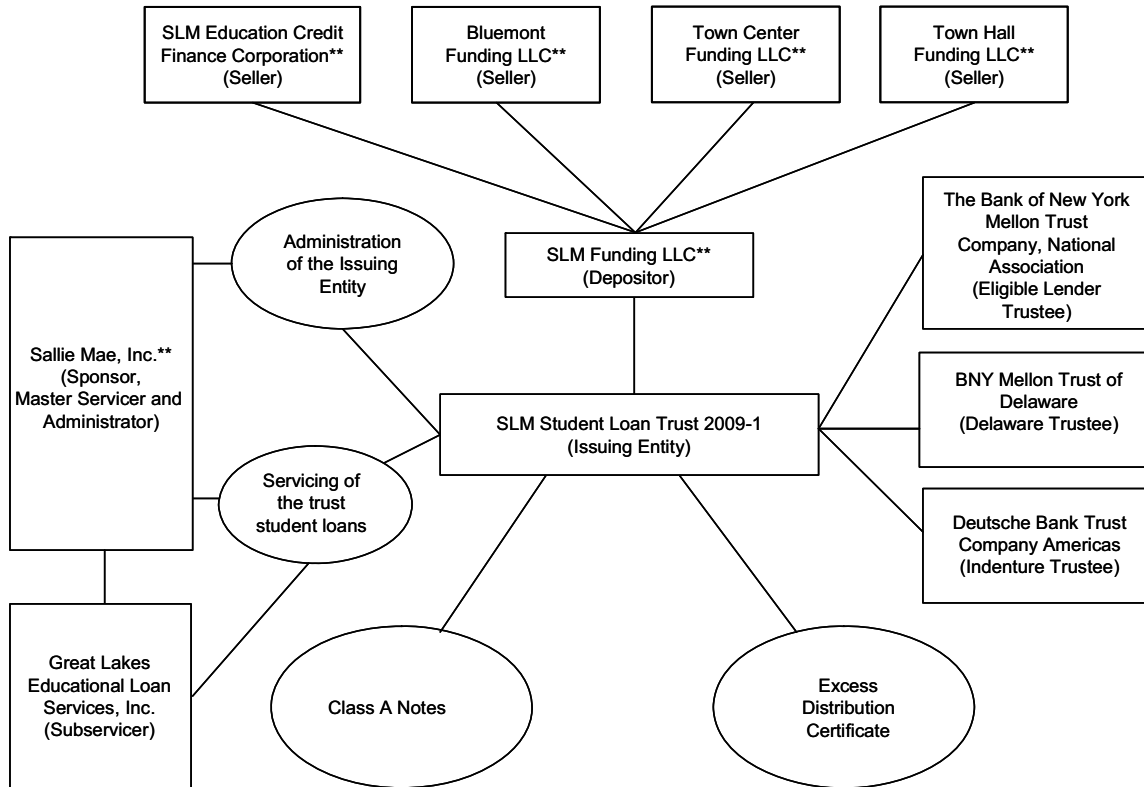 SLM Education Credit
Finance Corporation**
(Seller)
Bluemont
Funding LLC**
(Seller)
Town Center
Funding LLC**
(Seller)
Town Hall
Funding LLC**
(Seller)
Administration
of the Issuing
Entity
SLM Funding LLC**
(Depositor)
The Bank of New York
Mellon Trust
Company, National
Association
(Eligible Lender
Trustee)
Sallie Mae, Inc.**
(Sponsor,
Master Servicer and
Administrator)
SLM Student Loan Trust 2009-1
(Issuing Entity)
BNY Mellon Trust of
Delaware
(Delaware Trustee)
Servicing of
the trust
student loans
Deutsche Bank Trust
Company Americas
(Indenture Trustee)
Great Lakes
Educational Loan
Services, Inc.
(Subservicer)
Class A Notes
Excess
Distribution
Certificate